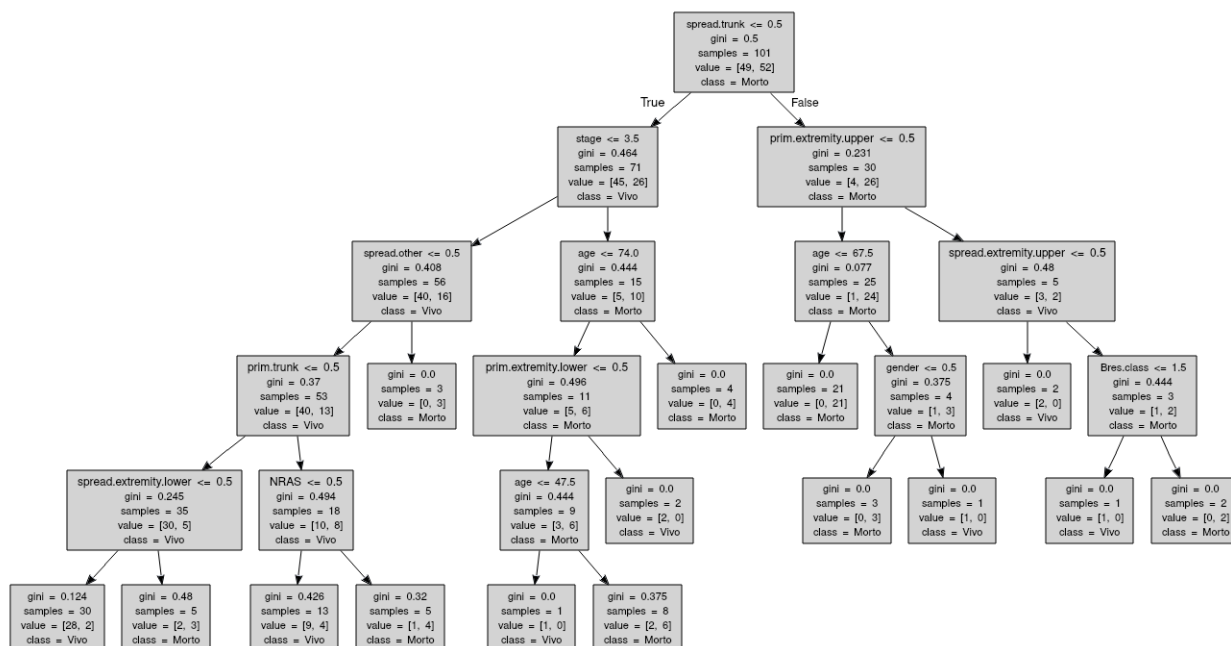 spread.trunk <= 0.5
gini = 0.5
samples = 101
value = [49, 52]
class = Morto
True
False
stage <= 3.5
gini = 0.464
samples = 71
value = [45, 26]
class = Vivo
prim.extremity.upper <= 0.5
gini = 0.231
samples = 30
value = [4, 26]
class = Morto
spread.other <= 0.5
gini = 0.408
samples = 56
value = [40, 16]
class = Vivo
age <= 74.0
gini = 0.444
samples = 15
value = [5, 10]
class = Morto
age <= 67.5
gini = 0.077
samples = 25
value = [1, 24]
class = Morto
spread.extremity.upper <= 0.5
gini = 0.48
samples = 5
value = [3, 2]
class = Vivo
prim.trunk <= 0.5
gini = 0.37
samples = 53
value = [40, 13]
class = Vivo
gini = 0.0
samples = 3
value = [0, 3]
class = Morto
prim.extremity.lower <= 0.5
gini = 0.496
samples = 11
value = [5, 6]
class = Morto
gini = 0.0
samples = 4
value = [0, 4]
class = Morto
gini = 0.0
samples = 21
value = [0, 21]
class = Morto
gender <= 0.5
gini = 0.375
samples = 4
value = [1, 3]
class = Morto
gini = 0.0
samples = 2
value = [2, 0]
class = Vivo
Bres.class <= 1.5
gini = 0.444
samples = 3
value = [1, 2]
class = Morto
spread.extremity.lower <= 0.5
gini = 0.245
samples = 35
value = [30, 5]
class = Vivo
NRAS <= 0.5
gini = 0.494
samples = 18
value = [10, 8]
class = Vivo
age <= 47.5
gini = 0.444
samples = 9
value = [3, 6]
class = Morto
gini = 0.0
samples = 2
value = [2, 0]
class = Vivo
gini = 0.0
samples = 3
value = [0, 3]
class = Morto
gini = 0.0
samples = 1
value = [1, 0]
class = Vivo
gini = 0.0
samples = 1
value = [1, 0]
class = Vivo
gini = 0.0
samples = 2
value = [0, 2]
class = Morto
gini = 0.124
samples = 30
value = [28, 2]
class = Vivo
gini = 0.48
samples = 5
value = [2, 3]
class = Morto
gini = 0.426
samples = 13
value = [9, 4]
class = Vivo
gini = 0.32
samples = 5
value = [1, 4]
class = Morto
gini = 0.0
samples = 1
value = [1, 0]
class = Vivo
gini = 0.375
samples = 8
value = [2, 6]
class = Morto